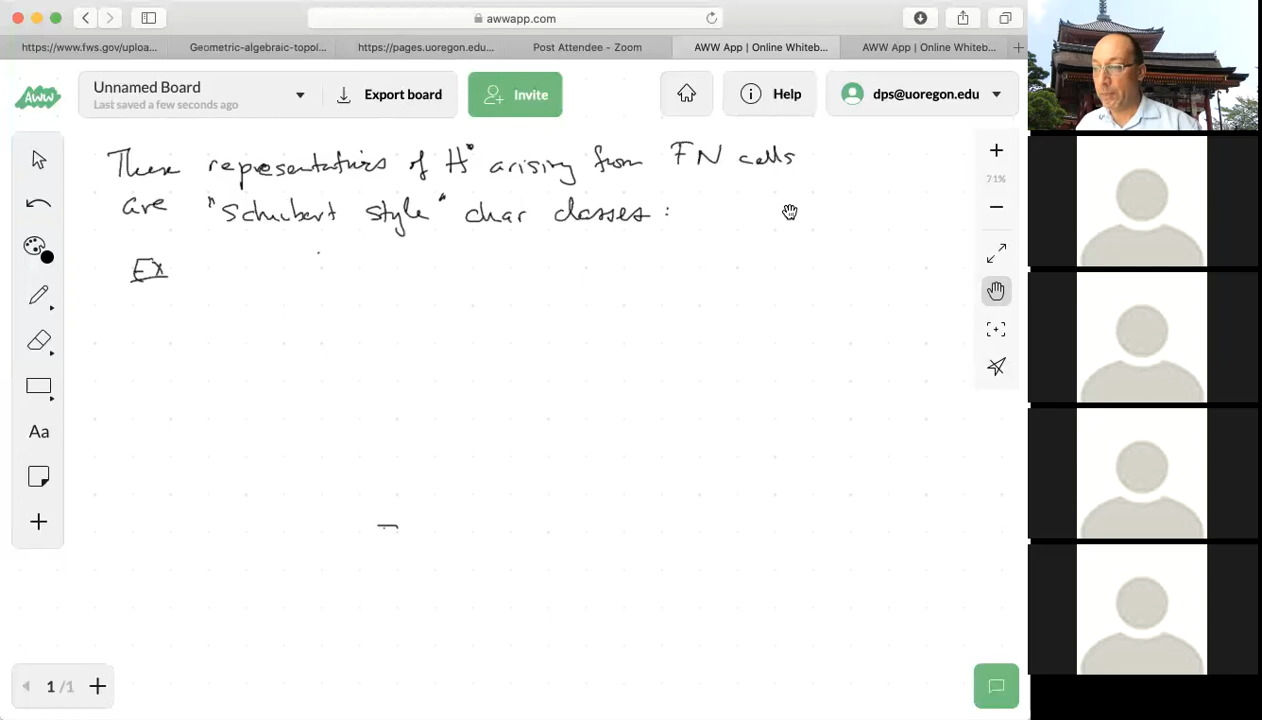 awwapp.com
https://www.fws.gov/uploa...
Geometric-algebraic-topol...
https://pages.uoregon.edu...
Post Attendee - Zoom
AWW App | Online Whiteb...
AWW App | Online Whiteb...
AWW
Unnamed Board
Last saved a few seconds ago
Export board
Invite
Help
dps@uoregon.edu
71%
These representatives of H• arising from FN cells
are "Schubert style" char classes :
Ex
Aa
1 /1